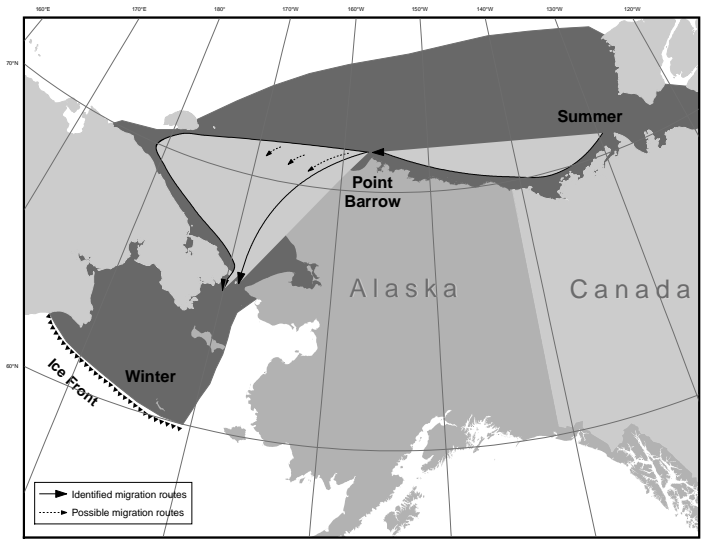 160°E 170°E 180° 170°W 160°W 150°W 140°W 130°W 120°W
70°N
Summer
Point
Barrow
Alaska
Canada
60°N
Winter
Ice Front
Identified migration routes
Possible migration routes